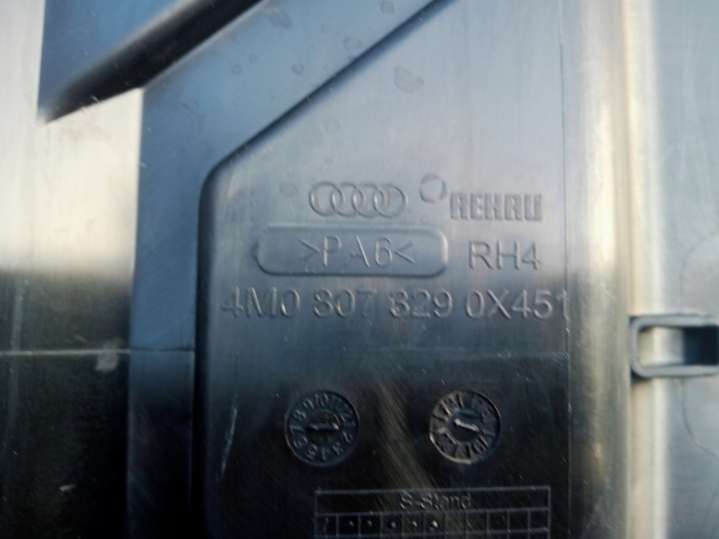 REHAU
>PA6< RH4
4M0 807 829 0X451
S-Stand